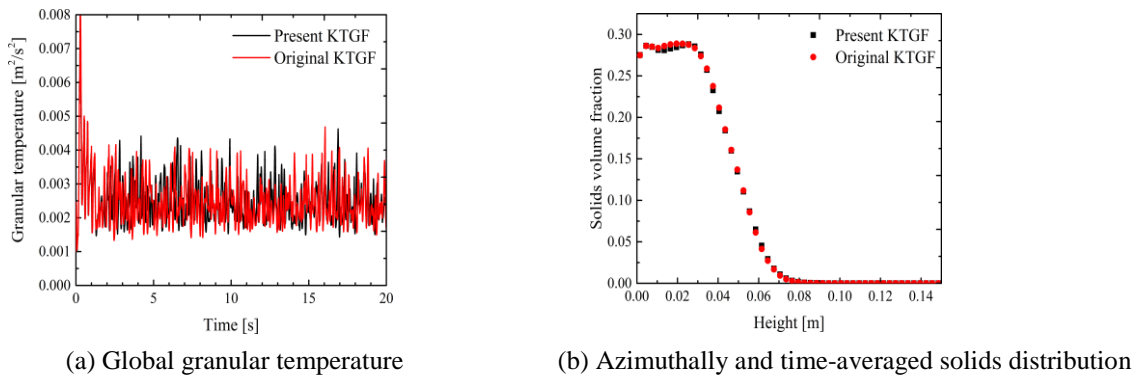 0.008
0.007
0.006
0.005
0.004
0.003
0.002
0.001
0.000
Granular temperature [m²/s²]
Present KTGF
Original KTGF
0 5 10 15 20
Time [s]
(a) Global granular temperature
0.30
0.25
0.20
0.15
0.10
0.05
0.00
Solids volume fraction
Present KTGF
Original KTGF
0.00 0.02 0.04 0.06 0.08 0.10 0.12 0.14
Height [m]
(b) Azimuthally and time-averaged solids distribution